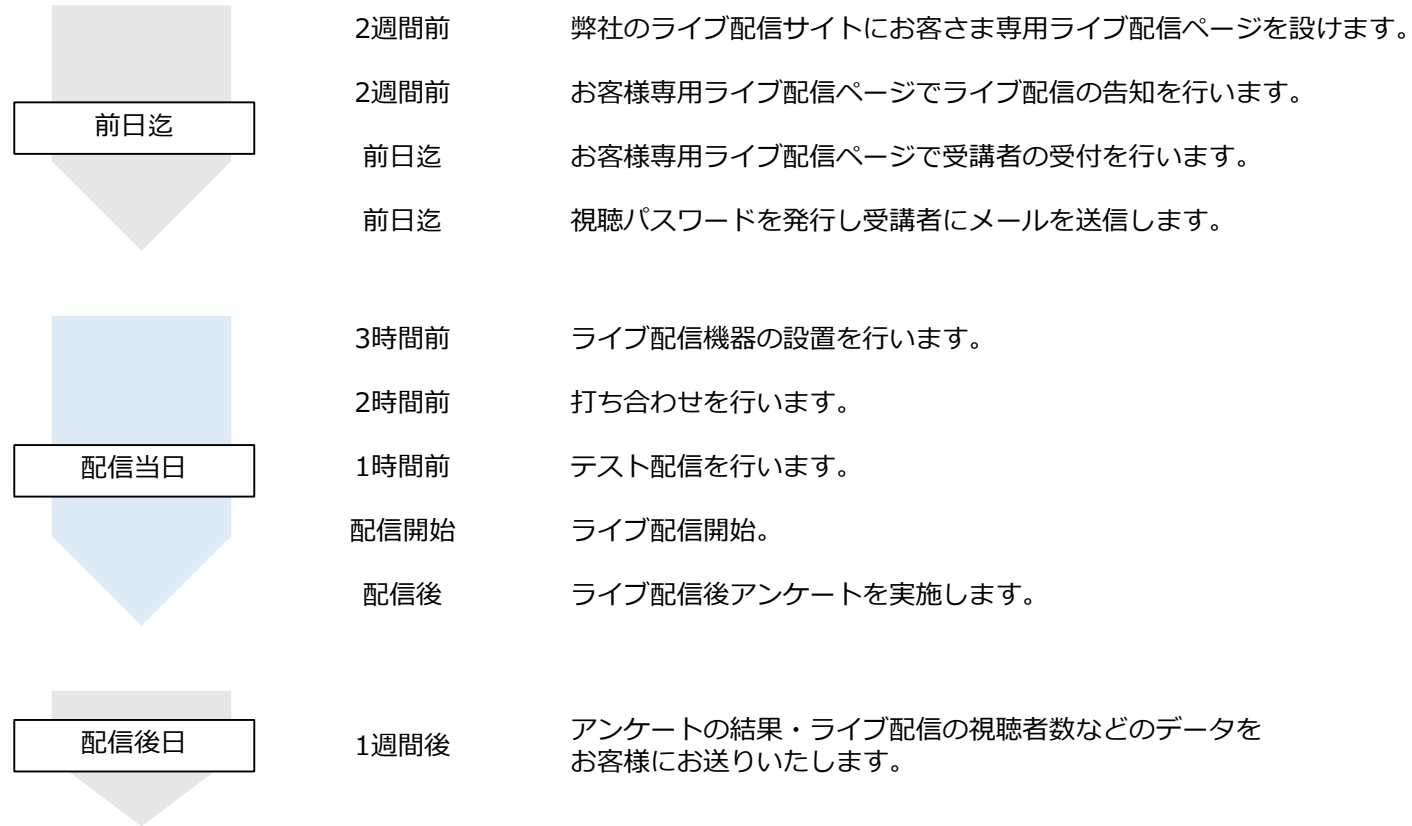 2週間前 弊社のライブ配信サイトにお客さま専用ライブ配信ページを設けます。
2週間前 お客様専用ライブ配信ページでライブ配信の告知を行います。
前日迄
前日迄 お客様専用ライブ配信ページで受講者の受付を行います。
前日迄 視聴パスワードを発行し受講者にメールを送信します。
3時間前 ライブ配信機器の設置を行います。
2時間前 打ち合わせを行います。
配信当日 1時間前 テスト配信を行います。
配信開始 ライブ配信開始。
配信後 ライブ配信後アンケートを実施します。
配信後日 1週間後 アンケートの結果・ライブ配信の視聴者数などのデータを
お客様にお送りいたします。